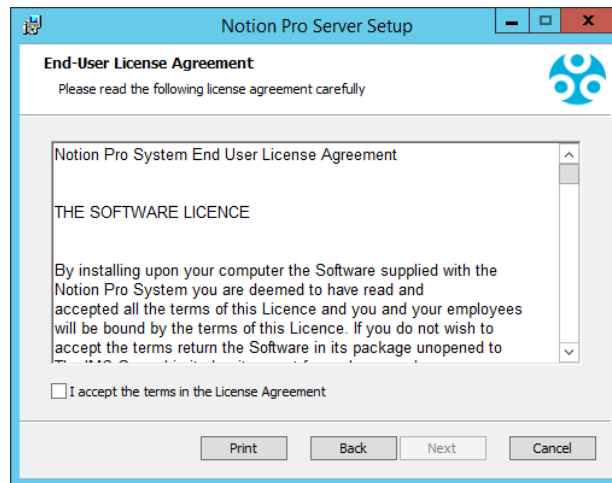 Notion Pro Server Setup
End-User License Agreement
Please read the following license agreement carefully
Notion Pro System End User License Agreement
THE SOFTWARE LICENCE
By installing upon your computer the Software supplied with the
Notion Pro System you are deemed to have read and
accepted all the terms of this Licence and you and your employees
will be bound by the terms of this Licence. If you do not wish to
accept the terms return the Software in its package unopened to
I accept the terms in the License Agreement
Print
Back
Next
Cancel